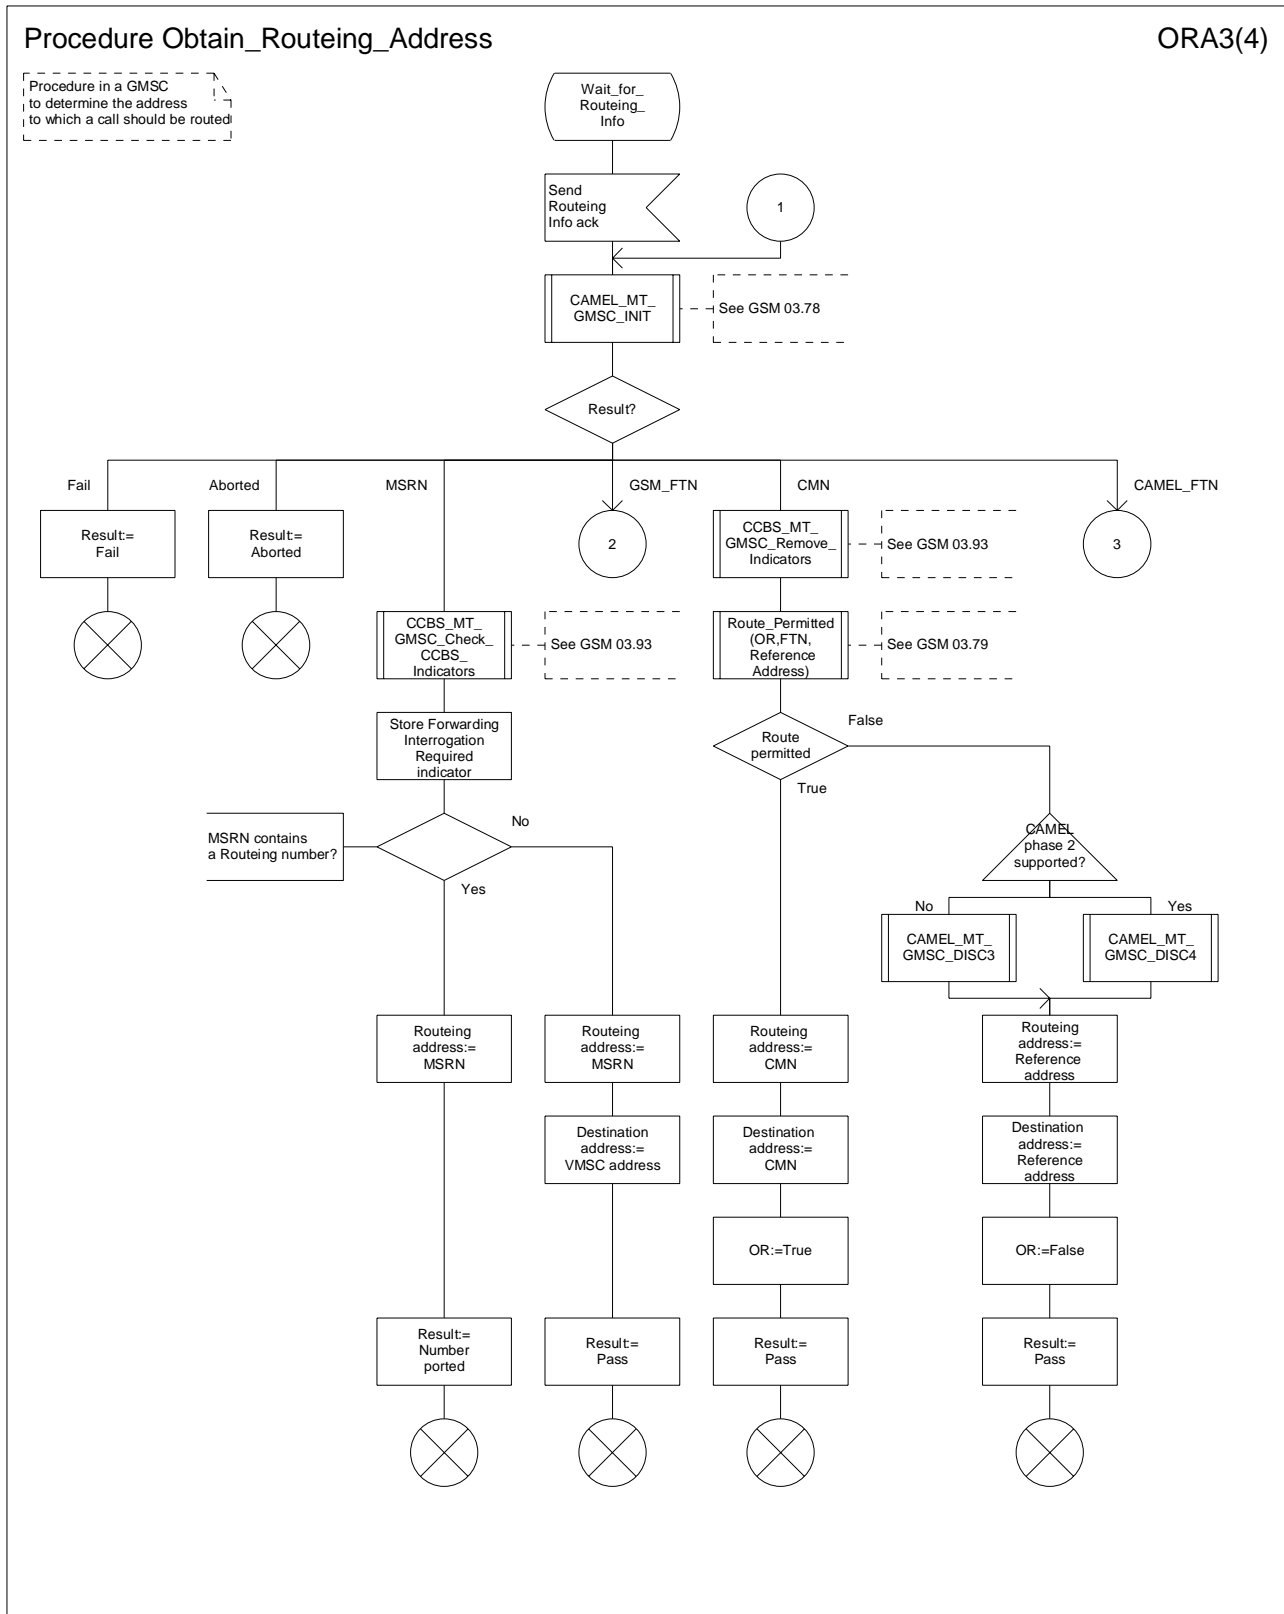 Procedure Obtain_Routeing_Address
ORA3(4)
Procedure in a GMSC
to determine the address
to which a call should be routed
Wait_for_
Routeing_
Info
Send
Routeing
Info ack
1
CAMEL_MT_
GMSC_INIT
See GSM 03.78
Result?
Fail
Aborted
MSRN
GSM_FTN
CMN
CAMEL_FTN
Result:=
Fail
Result:=
Aborted
2
CCBS_MT_
GMSC_Remove_
Indicators
See GSM 03.93
3
CCBS_MT_
GMSC_Check_
CCBS_
Indicators
See GSM 03.93
Route_Permitted
(OR,FTN,
Reference
Address)
See GSM 03.79
Store Forwarding
Interrogation
Required
indicator
Route
permitted
False
True
MSRN contains
a Routeing number?
No
Yes
CAMEL
phase 2
supported?
No
Yes
CAMEL_MT_
GMSC_DISC3
CAMEL_MT_
GMSC_DISC4
Routeing
address:=
MSRN
Routeing
address:=
MSRN
Routeing
address:=
CMN
Routeing
address:=
Reference
address
Destination
address:=
VMSC address
Destination
address:=
CMN
Destination
address:=
Reference
address
OR:=True
OR:=False
Result:=
Number
ported
Result:=
Pass
Result:=
Pass
Result:=
Pass